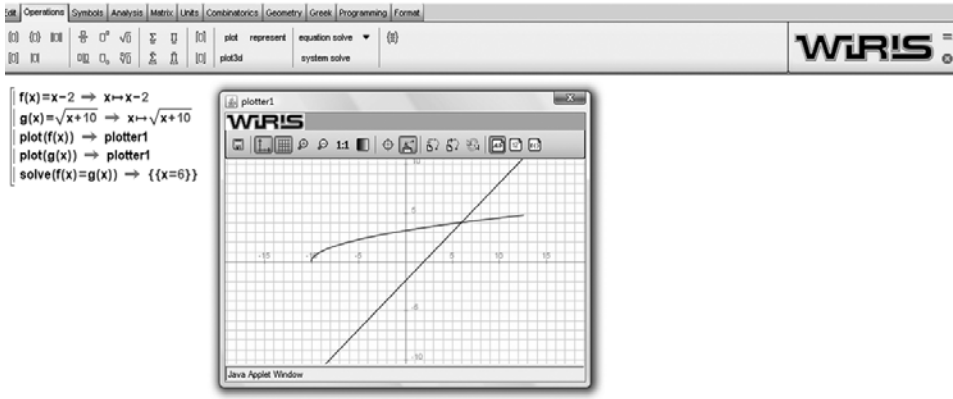 Edit Operations Symbols Analysis Matrix Units Combinatorics Geometry Greek Programming Format
plot represent equation solve
plot3d system solve
WIRIS
f(x)=x-2 → x↦x-2
g(x)=√x+10 → x↦√x+10
plot(f(x)) → plotter1
plot(g(x)) → plotter1
solve(f(x)=g(x)) → {{x=6}}
plotter1
WIRIS
1:1
10
5
-15 -10 -5 5 10 15
-5
-10
Java Applet Window